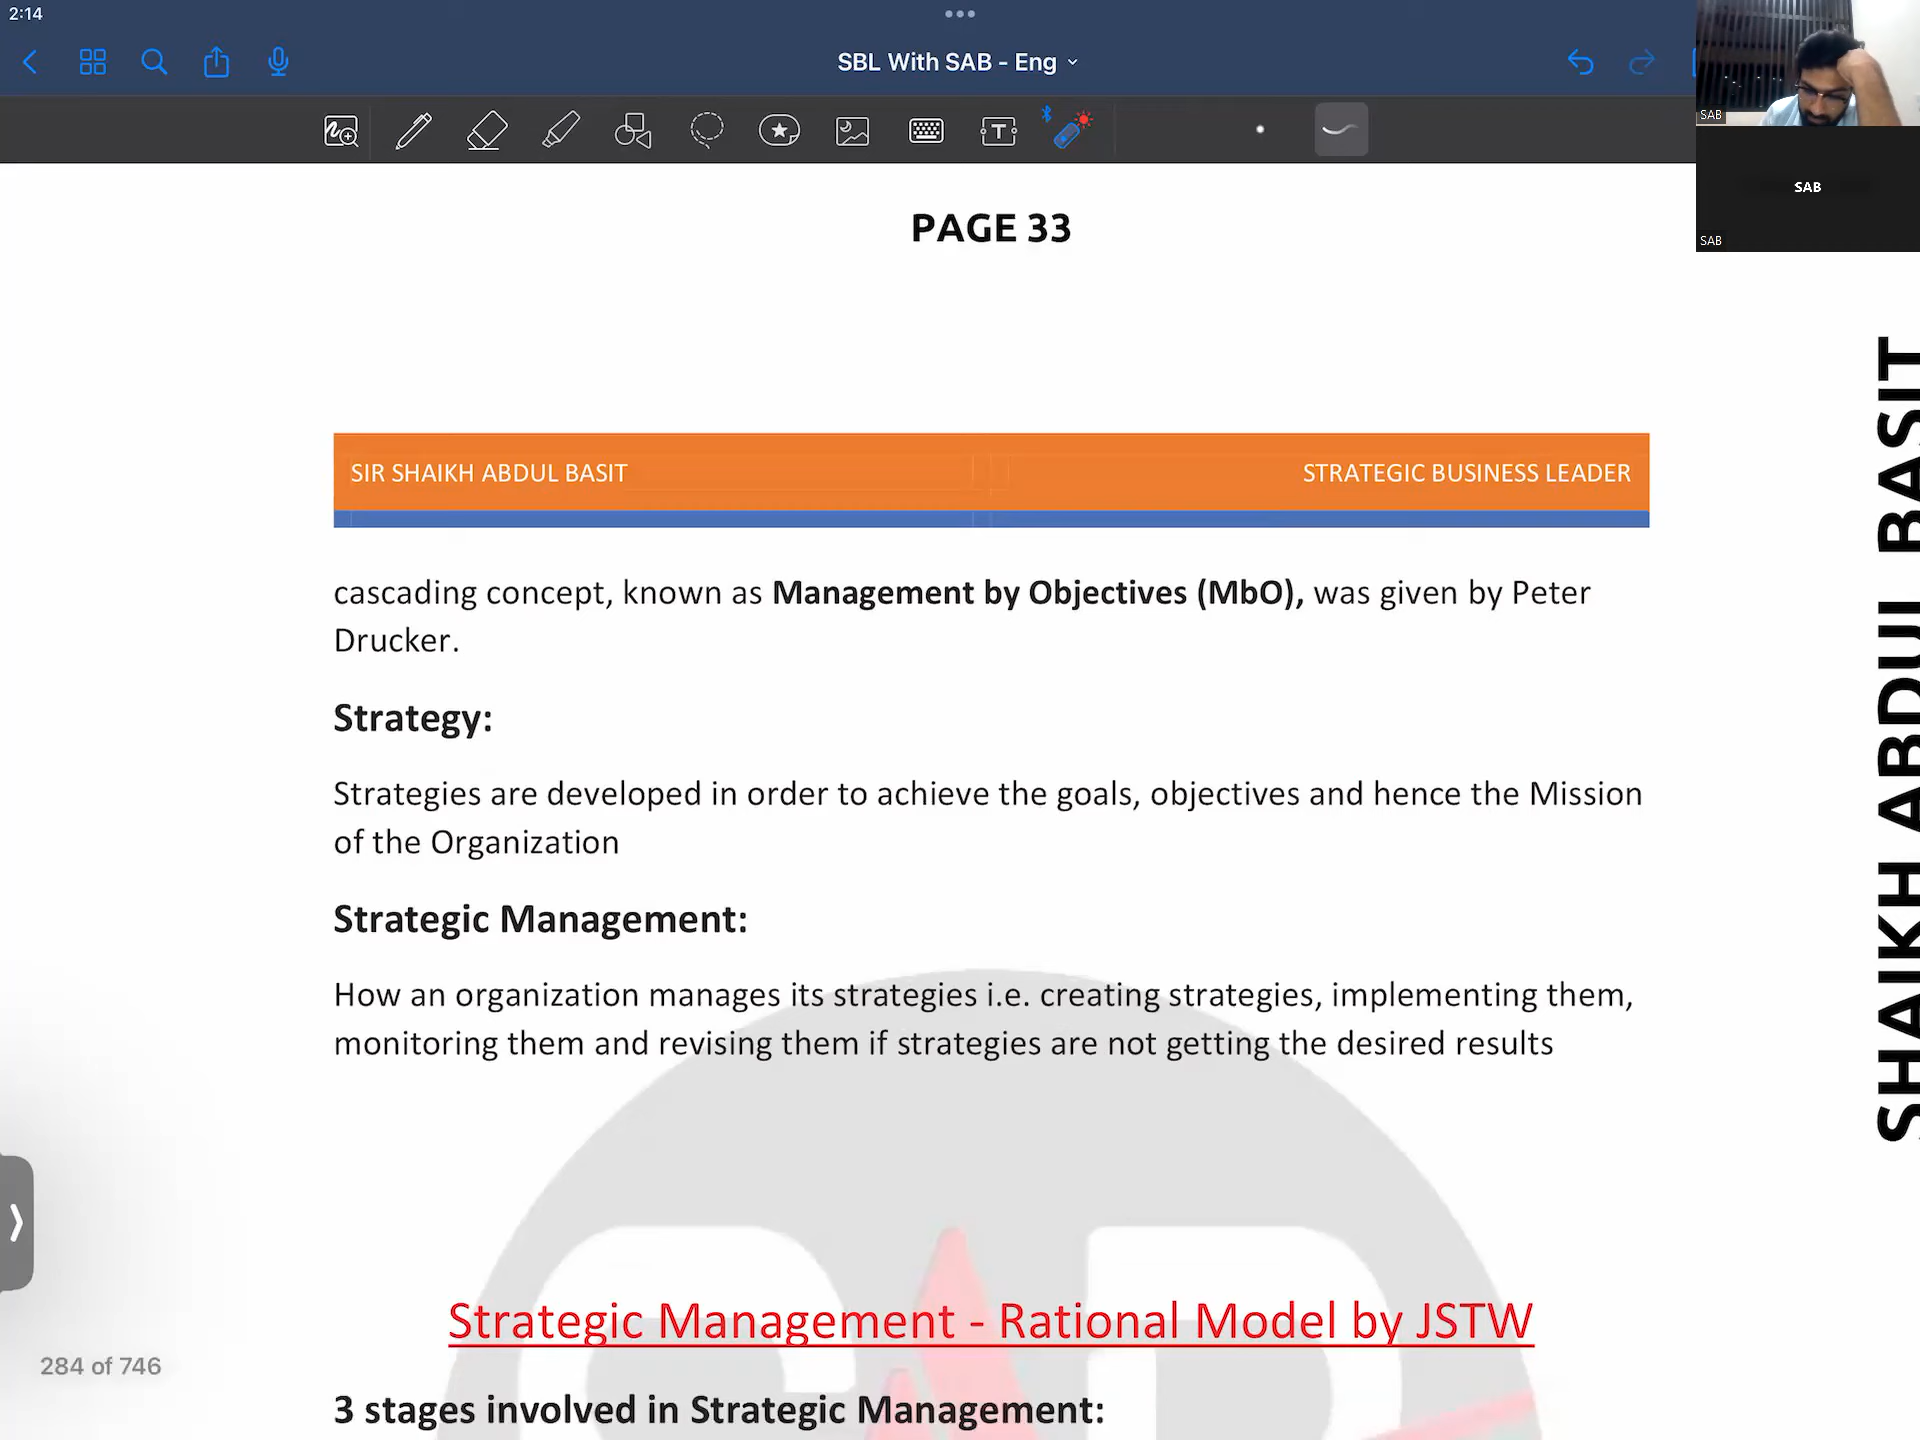 2:14
SBL With SAB - Eng
SAB
SAB
SAB
PAGE 33
SIR SHAIKH ABDUL BASIT
STRATEGIC BUSINESS LEADER
cascading concept, known as Management by Objectives (MbO), was given by Peter
Drucker.
Strategy:
Strategies are developed in order to achieve the goals, objectives and hence the Mission
of the Organization
Strategic Management:
How an organization manages its strategies i.e. creating strategies, implementing them,
monitoring them and revising them if strategies are not getting the desired results
Strategic Management - Rational Model by JSTW
3 stages involved in Strategic Management:
284 of 746
SHAIKH ABDUL BASIT